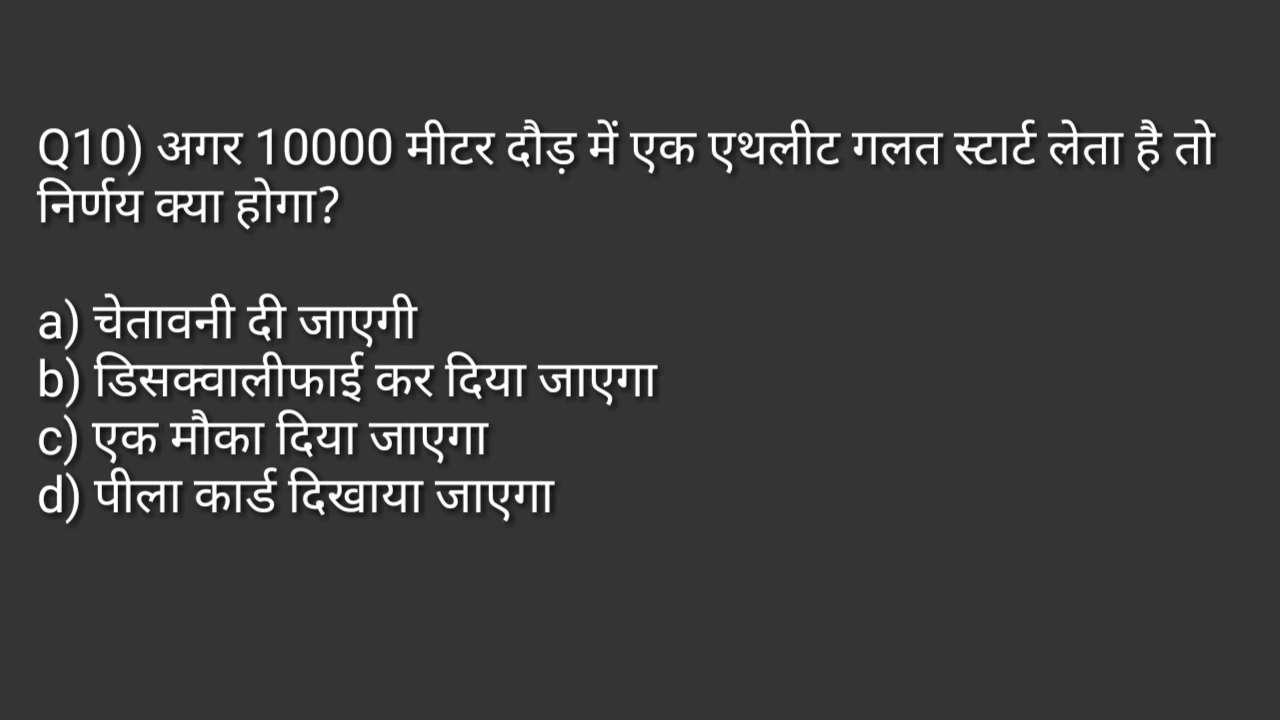 Q10) अगर 10000 मीटर दौड़ में एक एथलीट गलत स्टार्ट लेता है तो
निर्णय क्या होगा?
a) चेतावनी दी जाएगी
b) डिसक्वालीफाई कर दिया जाएगा
c) एक मौका दिया जाएगा
d) पीला कार्ड दिखाया जाएगा